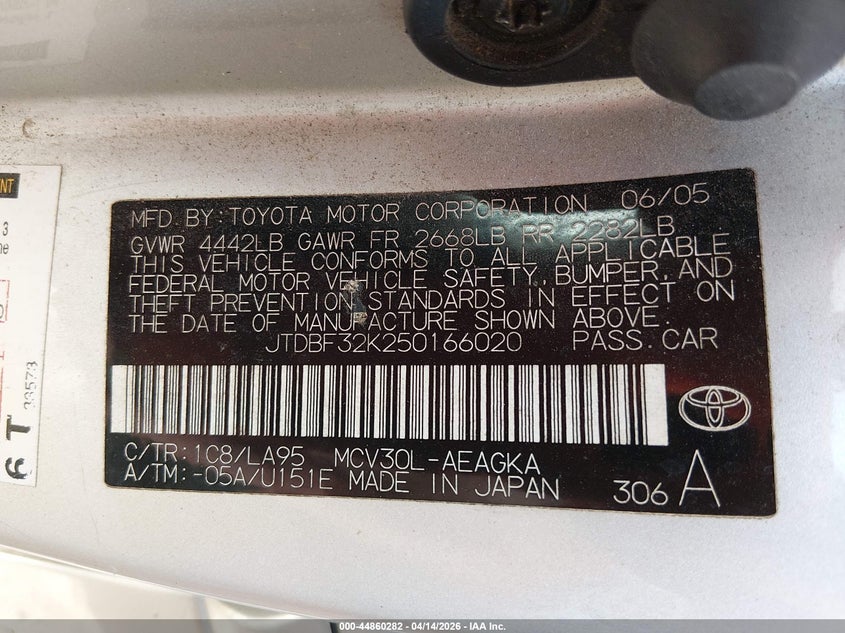 MFD BY: TOYOTA MOTOR CORPORATION 06/05
GVWR 4442LB GAWR FR 2668LB RR 2282LB
THIS VEHICLE CONFORMS TO ALL APPLICABLE
FEDERAL MOTOR VEHICLE SAFETY, BUMPER, AND
THEFT PREVENTION STANDARDS IN EFFECT ON
THE DATE OF MANUFACTURE SHOWN ABOVE.
JTDBF32K250166020 PASS. CAR
C/TR: 1C8/LA95 MCV30L-AEAGKA
A/TM: -05A/U151E MADE IN JAPAN 306 A
6 T
000-44860282 | 04/14/2026 – IAA Inc.